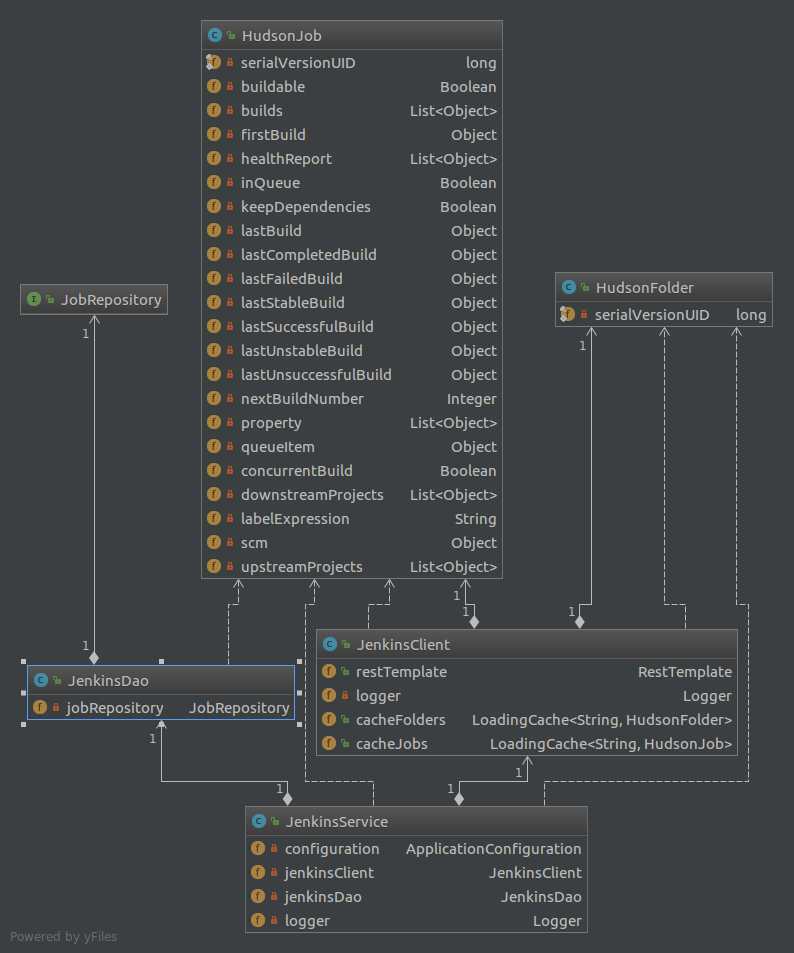 HudsonJob
serialVersionUID long
buildable Boolean
builds List<Object>
firstBuild Object
healthReport List<Object>
inQueue Boolean
keepDependencies Boolean
lastBuild Object
lastCompletedBuild Object
lastFailedBuild Object
lastStableBuild Object
lastSuccessfulBuild Object
lastUnstableBuild Object
lastUnsuccessfulBuild Object
nextBuildNumber Integer
property List<Object>
queueItem Object
concurrentBuild Boolean
downstreamProjects List<Object>
labelExpression String
scm Object
upstreamProjects List<Object>
JobRepository
HudsonFolder
serialVersionUID long
1
1
1
1
1
1
JenkinsClient
restTemplate RestTemplate
logger Logger
cacheFolders LoadingCache<String, HudsonFolder>
cacheJobs LoadingCache<String, HudsonJob>
JenkinsDao
jobRepository JobRepository
1
1
1
1
JenkinsService
configuration ApplicationConfiguration
jenkinsClient JenkinsClient
jenkinsDao JenkinsDao
logger Logger
Powered by yFiles